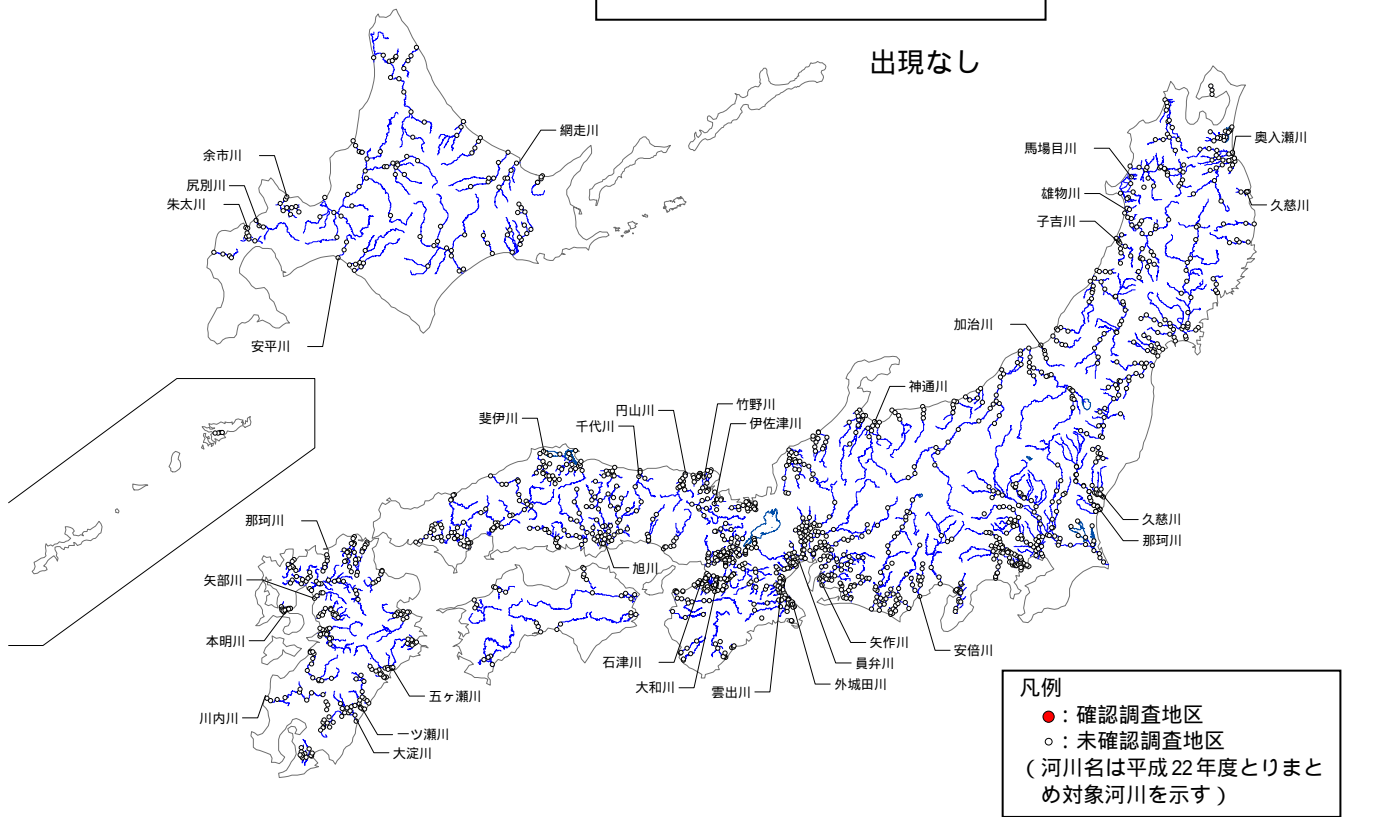 出現なし
網走川
余市川
尻別川
朱太川
安平川
馬場目川
奥入瀬川
雄物川
久慈川
子吉川
加治川
神通川
竹野川
円山川
伊佐津川
斐伊川
千代川
久慈川
那珂川
那珂川
旭川
矢部川
本明川
矢作川
安倍川
石津川
員弁川
大和川
雲出川
外城田川
五ヶ瀬川
川内川
一ツ瀬川
大淀川
凡例
●：確認調査地区
○：未確認調査地区
（河川名は平成22年度とりまと
め対象河川を示す）